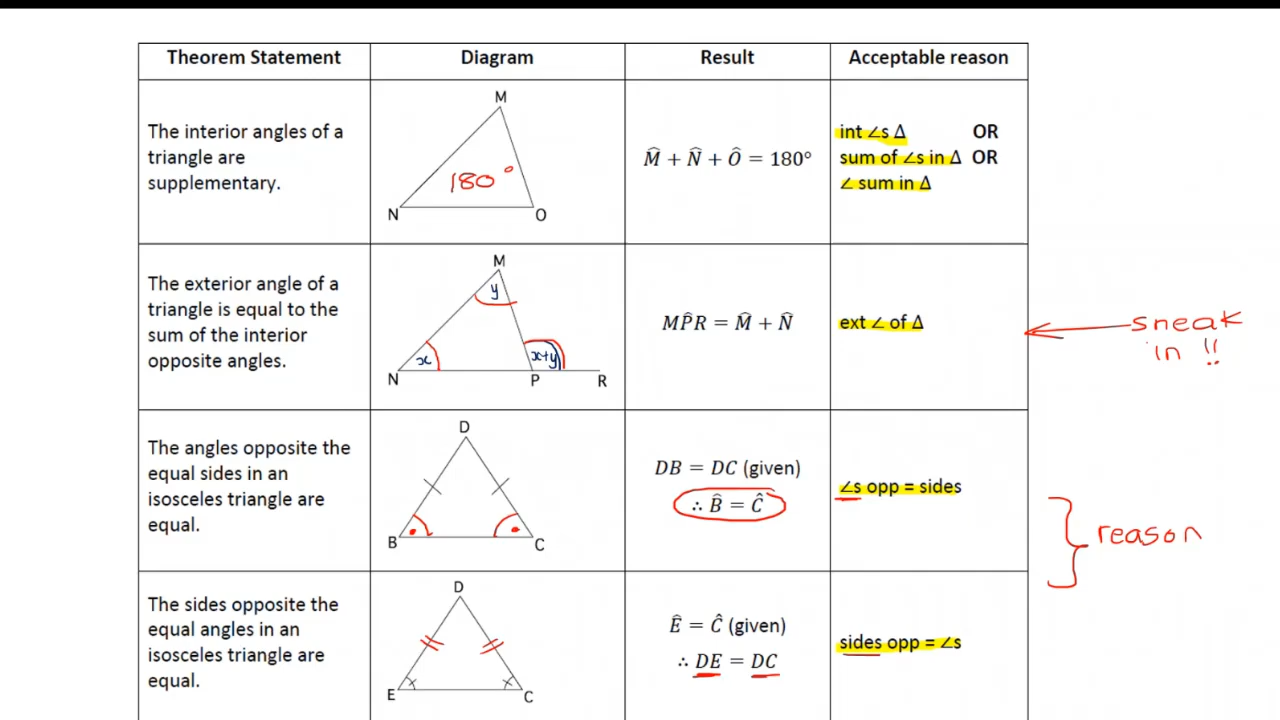 Theorem Statement Diagram Result Acceptable reason
M
The interior angles of a
triangle are
supplementary.
180°
N O
M̂ + N̂ + Ô = 180°
int ∠s Δ OR
sum of ∠s in Δ OR
∠ sum in Δ
The exterior angle of a
triangle is equal to the
sum of the interior
opposite angles.
M
y
x x+y
N P R
MP̂R = M̂ + N̂
ext ∠ of Δ
sneak
in !!
The angles opposite the
equal sides in an
isosceles triangle are
equal.
D
B C
DB = DC (given)
∴ B̂ = Ĉ
∠s opp = sides
reason
The sides opposite the
equal angles in an
isosceles triangle are
equal.
D
E C
Ê = Ĉ (given)
∴ DE = DC
sides opp = ∠s